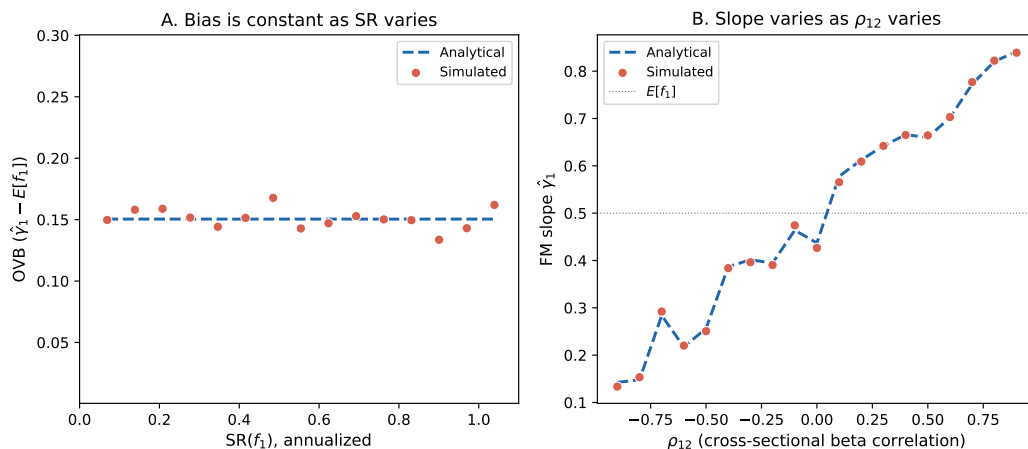 A. Bias is constant as SR varies
0.30
0.25
0.20
0.15
0.10
0.05
OVB (γ̂₁ − E[f₁])
Analytical
Simulated
0.0
0.2
0.4
0.6
0.8
1.0
SR(f₁), annualized
B. Slope varies as ρ₁₂ varies
0.8
0.7
0.6
0.5
0.4
0.3
0.2
0.1
FM slope γ̂₁
Analytical
Simulated
E[f₁]
−0.75
−0.50
−0.25
0.00
0.25
0.50
0.75
ρ₁₂ (cross-sectional beta correlation)